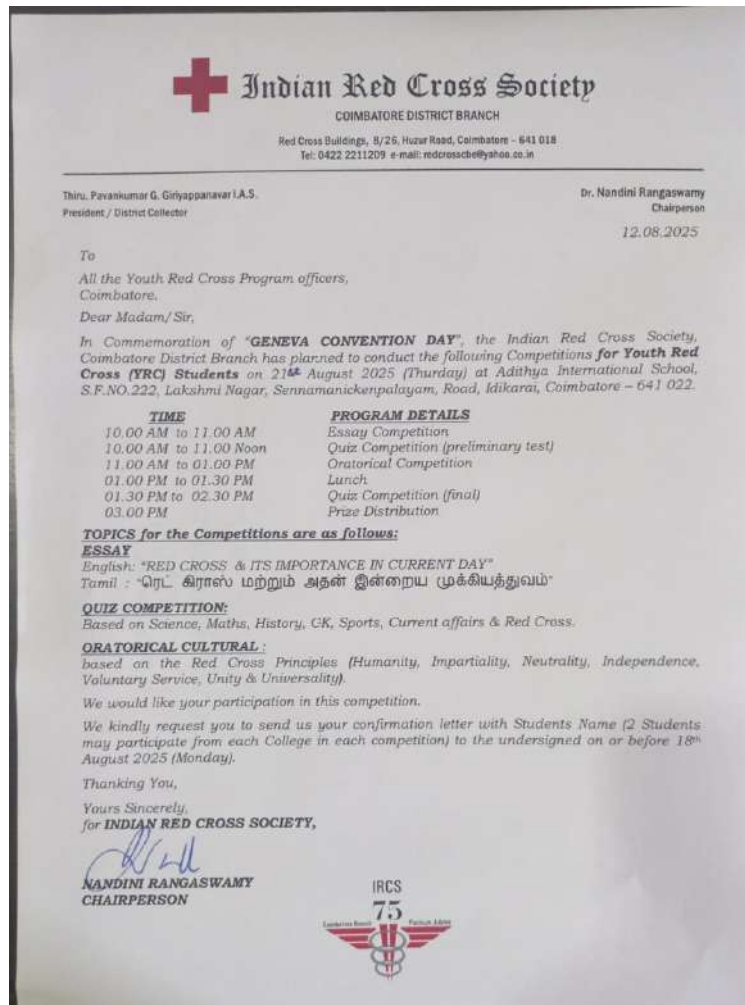 Indian Red Cross Society
COIMBATORE DISTRICT BRANCH
Red Cross Buildings, 8/26, Huzur Road, Coimbatore – 641 018
Tel: 0422 2211209 e-mail: redcrosscbe@yahoo.co.in
Thiru. Pavankumar G. Giriyappanavar I.A.S.
President / District Collector
Dr. Nandini Rangaswamy
Chairperson
12.08.2025
To
All the Youth Red Cross Program officers,
Coimbatore.
Dear Madam/Sir,
In Commemoration of "GENEVA CONVENTION DAY", the Indian Red Cross Society,
Coimbatore District Branch has planned to conduct the following Competitions for Youth Red
Cross (YRC) Students on 21st August 2025 (Thurday) at Adithya International School,
S.F.NO.222, Lakshmi Nagar, Sennamanickenpalayam, Road, Idikarai, Coimbatore – 641 022.
TIME PROGRAM DETAILS
10.00 AM to 11.00 AM Essay Competition
10.00 AM to 11.00 Noon Quiz Competition (preliminary test)
11.00 AM to 01.00 PM Oratorical Competition
01.00 PM to 01.30 PM Lunch
01.30 PM to 02.30 PM Quiz Competition (final)
03.00 PM Prize Distribution
TOPICS for the Competitions are as follows:
ESSAY
English: "RED CROSS & ITS IMPORTANCE IN CURRENT DAY"
Tamil : "ரெட் கிராஸ் மற்றும் அதன் இன்றைய முக்கியத்துவம்"
QUIZ COMPETITION:
Based on Science, Maths, History, GK, Sports, Current affairs & Red Cross.
ORATORICAL CULTURAL :
based on the Red Cross Principles (Humanity, Impartiality, Neutrality, Independence,
Voluntary Service, Unity & Universality).
We would like your participation in this competition.
We kindly request you to send us your confirmation letter with Students Name (2 Students
may participate from each College in each competition) to the undersigned on or before 18th
August 2025 (Monday).
Thanking You,
Yours Sincerely,
for INDIAN RED CROSS SOCIETY,
NANDINI RANGASWAMY
CHAIRPERSON
IRCS
75
Coimbatore Branch Platinum Jubilee